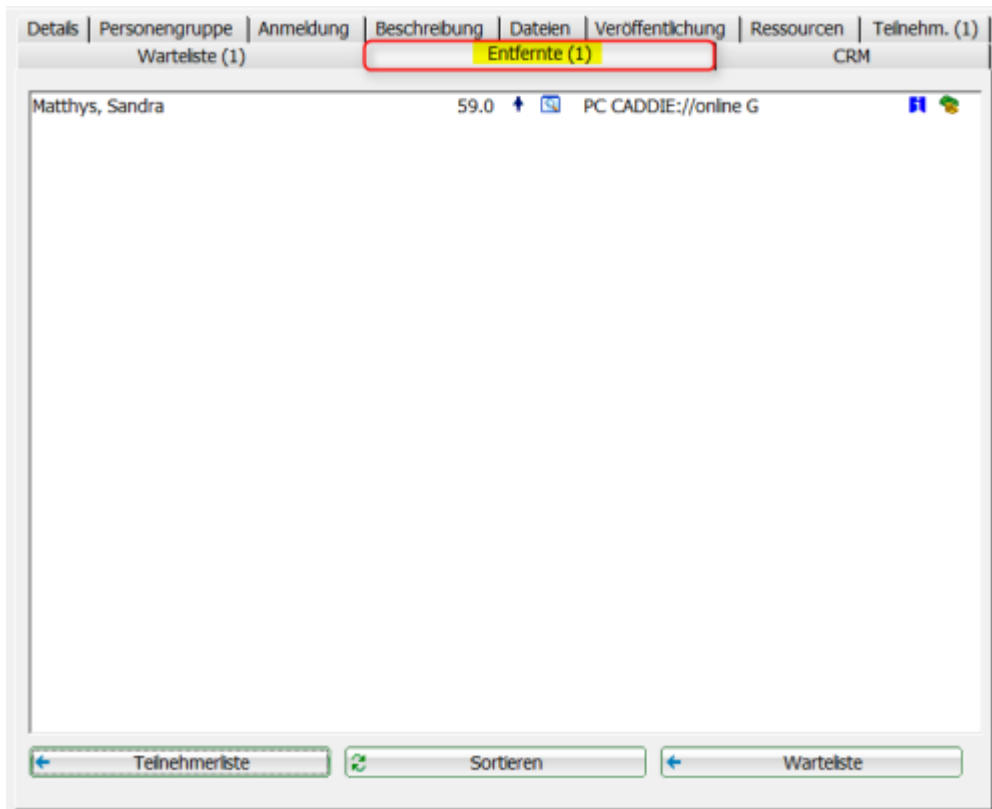 Details Personengruppe Anmeldung Beschreibung Dateien Veröffentlichung Ressourcen Teilnehm. (1)
Warteliste (1) Entfernte (1) CRM
Matthys, Sandra 59.0 PC CADDIE://online G
Teilnehmerliste Sortieren Warteliste